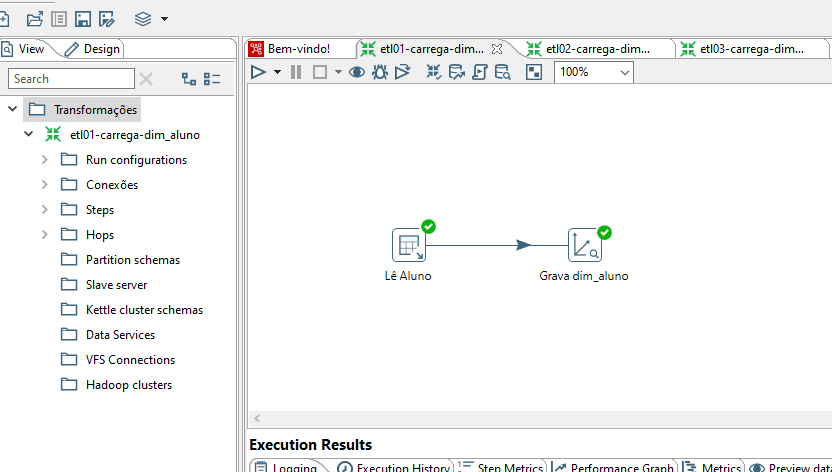 View
Design
Search
Transformações
etl01-carrega-dim_aluno
Run configurations
Conexões
Steps
Hops
Partition schemas
Slave server
Kettle cluster schemas
Data Services
VFS Connections
Hadoop clusters
Bem-vindo!
etl01-carrega-dim...
etl02-carrega-dim...
etl03-carrega-dim...
100%
Lê Aluno
Grava dim_aluno
Execution Results
Logging
Execution History
Step Metrics
Performance Graph
Metrics
Preview data